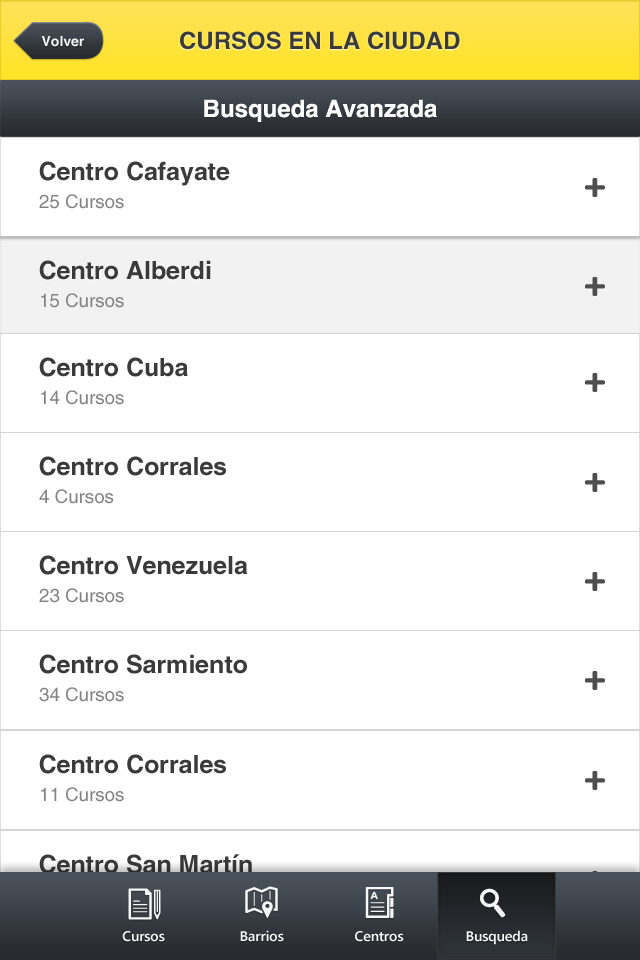 Volver
CURSOS EN LA CIUDAD
Busqueda Avanzada
Centro Cafayate
25 Cursos
Centro Alberdi
15 Cursos
Centro Cuba
14 Cursos
Centro Corrales
4 Cursos
Centro Venezuela
23 Cursos
Centro Sarmiento
34 Cursos
Centro Corrales
11 Cursos
Centro San Martín
Cursos
Barrios
Centros
Busqueda